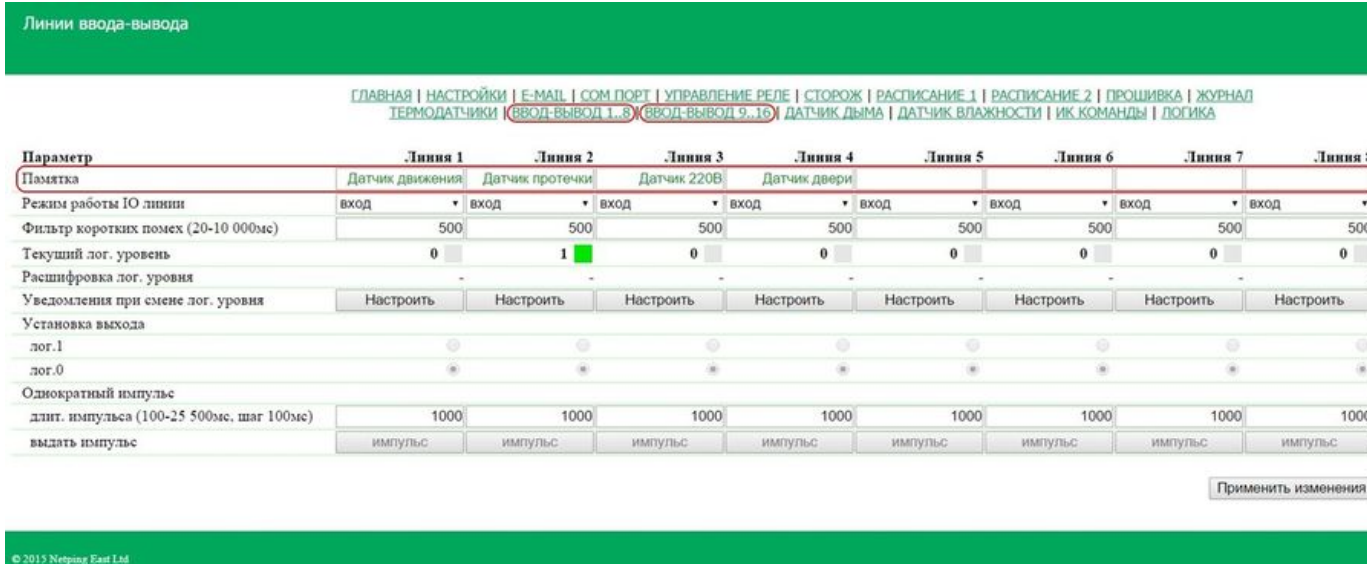 Линии ввода-вывода
ГЛАВНАЯ | НАСТРОЙКИ | E-MAIL | COM ПОРТ | УПРАВЛЕНИЕ РЕЛЕ | СТОРОЖ | РАСПИСАНИЕ 1 | РАСПИСАНИЕ 2 | ПРОШИВКА | ЖУРНАЛ
ТЕРМОДАТЧИКИ | ВВОД-ВЫВОД 1..8 | ВВОД-ВЫВОД 9..16 | ДАТЧИК ДЫМА | ДАТЧИК ВЛАЖНОСТИ | ИК КОМАНДЫ | ЛОГИКА
Параметр Линия 1 Линия 2 Линия 3 Линия 4 Линия 5 Линия 6 Линия 7 Линия 8
Памятка Датчик движения Датчик протечки Датчик 220В Датчик двери
Режим работы IO линии вход вход вход вход вход вход вход вход
Фильтр коротких помех (20-10 000мс) 500 500 500 500 500 500 500 500
Текущий лог. уровень 0 1 0 0 0 0 0 0
Расшифровка лог. уровня - - - - - - - -
Уведомления при смене лог. уровня Настроить Настроить Настроить Настроить Настроить Настроить Настроить Настроить
Установка выхода
лог.1
лог.0
Однократный импульс
длит. импульса (100-25 500мс, шаг 100мс) 1000 1000 1000 1000 1000 1000 1000 1000
выдать импульс импульс импульс импульс импульс импульс импульс импульс импульс
Применить изменения
© 2015 Netping East Ltd